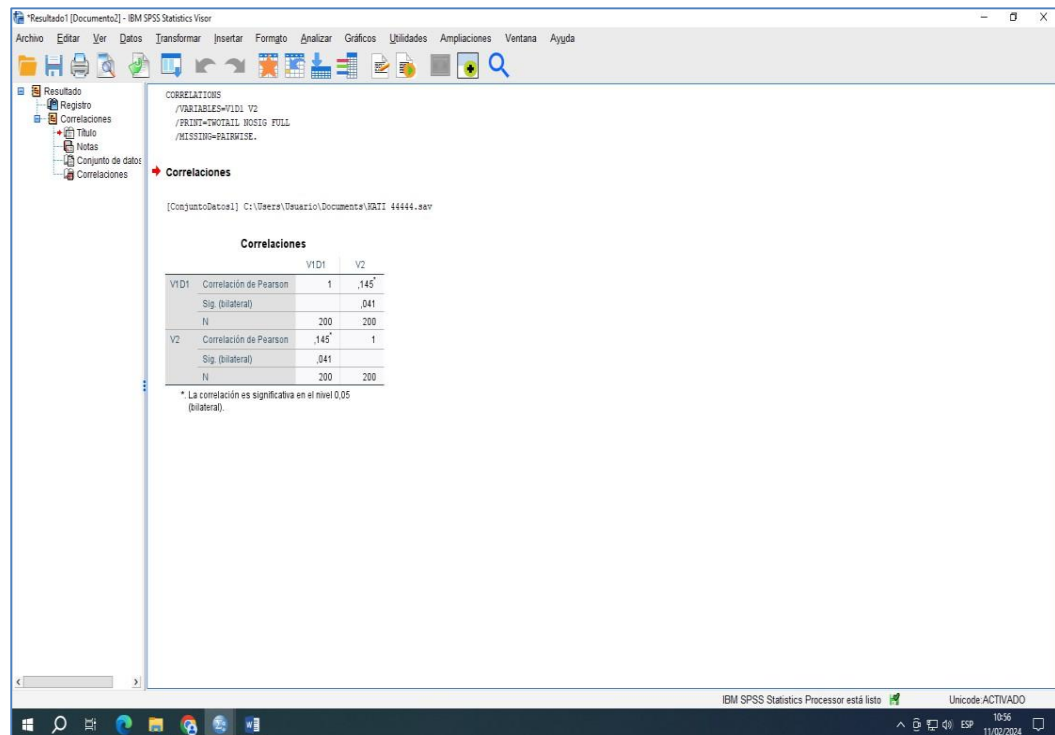 *Resultado1 [Documento2] - IBM SPSS Statistics Visor
Archivo Editar Ver Datos Transformar Insertar Formato Analizar Gráficos Utilidades Ampliaciones Ventana Ayuda
Resultado
Registro
Correlaciones
Título
Notas
Conjunto de datos
Correlaciones
CORRELATIONS
/VARIABLES=V1D1 V2
/PRINT=TWOTAIL NOSIG FULL
/MISSING=PAIRWISE.
Correlaciones
[ConjuntoDatos1] C:\Users\Usuario\Documents\KATI 44444.sav
Correlaciones
V1D1 V2
V1D1 Correlación de Pearson 1 ,145*
Sig. (bilateral) ,041
N 200 200
V2 Correlación de Pearson ,145* 1
Sig. (bilateral) ,041
N 200 200
*. La correlación es significativa en el nivel 0,05
(bilateral).
IBM SPSS Statistics Processor está listo Unicode:ACTIVADO
ESP 10:56
11/02/2024